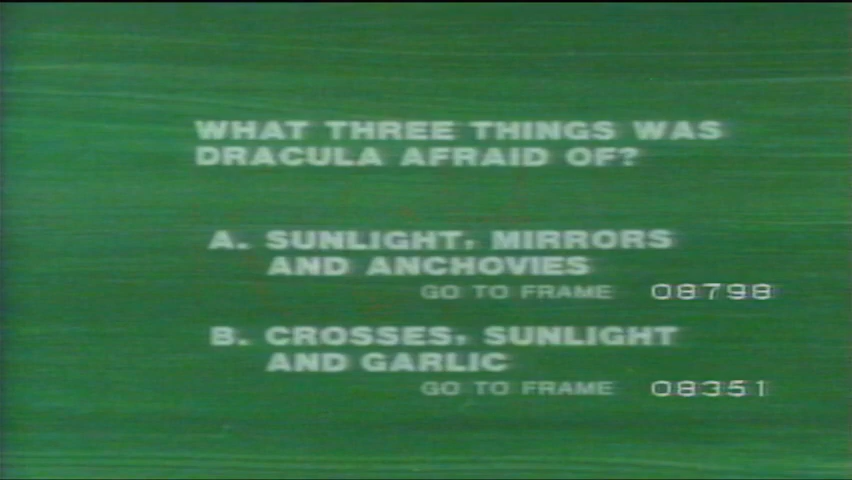 WHAT THREE THINGS WAS
DRACULA AFRAID OF?
A. SUNLIGHT, MIRRORS
AND ANCHOVIES
GO TO FRAME 08798
B. CROSSES, SUNLIGHT
AND GARLIC
GO TO FRAME 08351